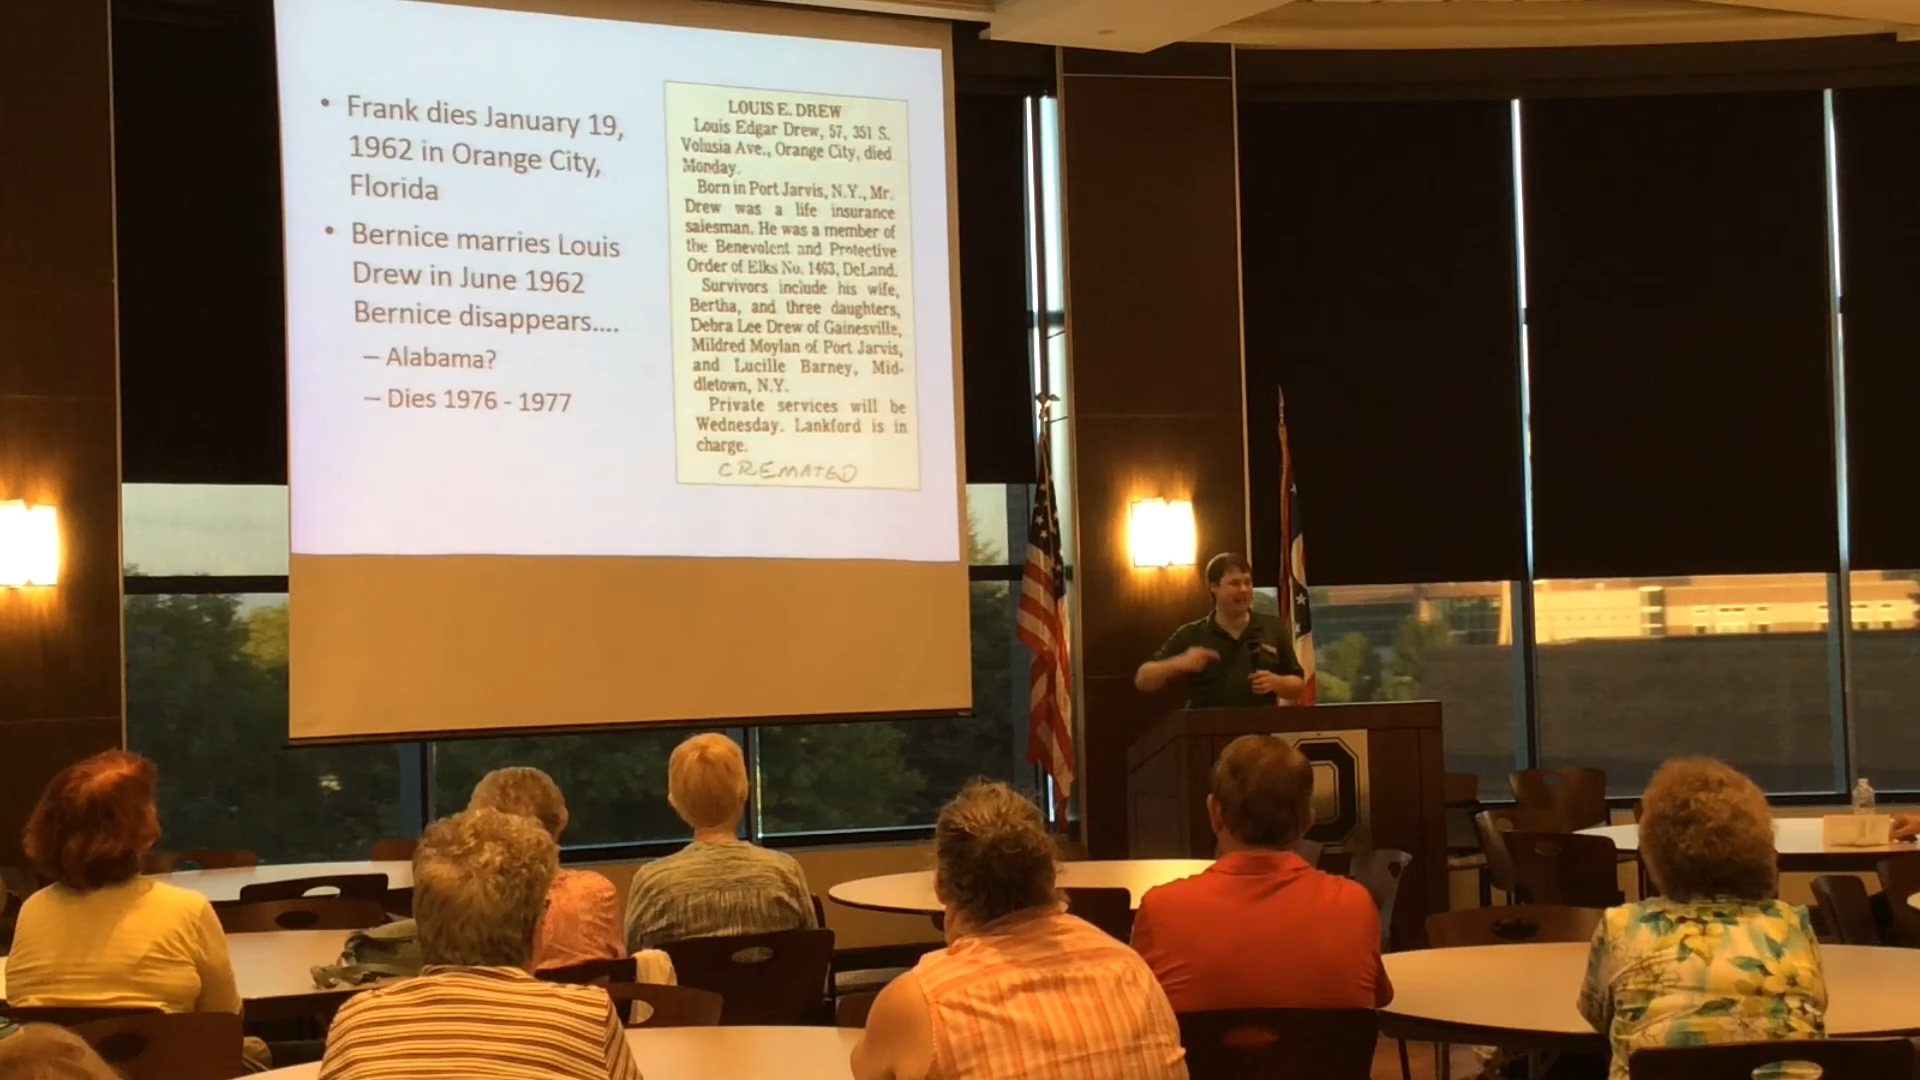 • Frank dies January 19,
1962 in Orange City,
Florida
• Bernice marries Louis
Drew in June 1962
Bernice disappears....
– Alabama?
– Dies 1976 - 1977
LOUIS E. DREW
Louis Edgar Drew, 57, 351 S.
Volusia Ave., Orange City, died
Monday.
Born in Port Jarvis, N.Y., Mr.
Drew was a life insurance
salesman. He was a member of
the Benevolent and Protective
Order of Elks No. 1463, DeLand.
Survivors include his wife,
Bertha, and three daughters,
Debra Lee Drew of Gainesville,
Mildred Moylan of Port Jarvis,
and Lucille Barney, Mid-
dletown, N.Y.
Private services will be
Wednesday. Lankford is in
charge.
CREMATED
O